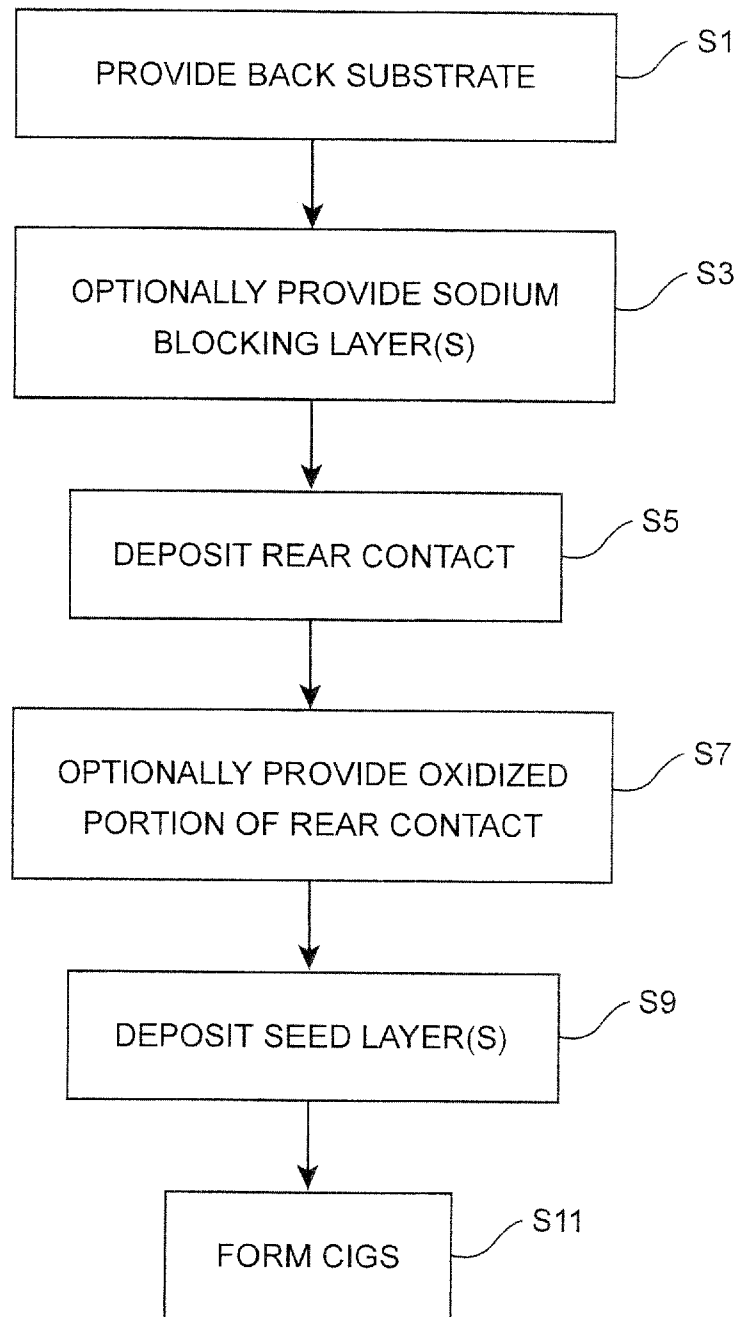 PROVIDE BACK SUBSTRATE
S1
OPTIONALLY PROVIDE SODIUM
BLOCKING LAYER(S)
S3
DEPOSIT REAR CONTACT
S5
OPTIONALLY PROVIDE OXIDIZED
PORTION OF REAR CONTACT
S7
DEPOSIT SEED LAYER(S)
S9
FORM CIGS
S11